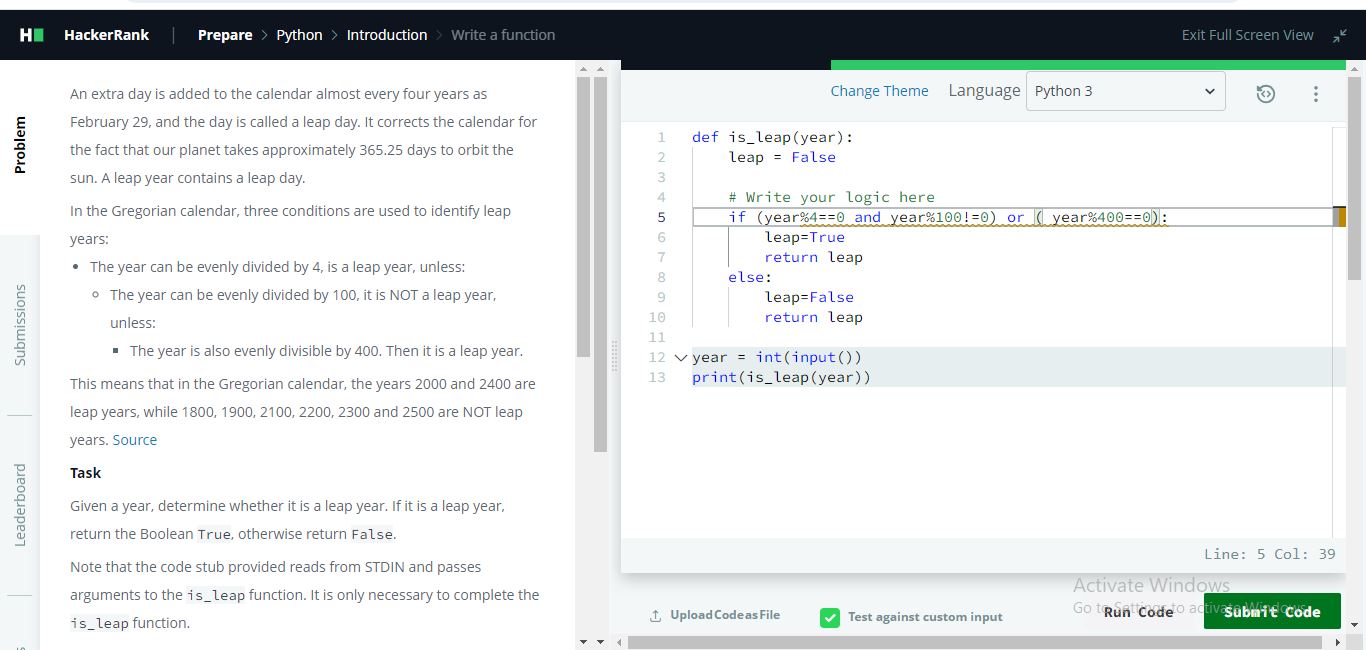 HackerRank | Prepare > Python > Introduction > Write a function
Exit Full Screen View
Problem
Submissions
Leaderboard
An extra day is added to the calendar almost every four years as
February 29, and the day is called a leap day. It corrects the calendar for
the fact that our planet takes approximately 365.25 days to orbit the
sun. A leap year contains a leap day.
In the Gregorian calendar, three conditions are used to identify leap
years:
• The year can be evenly divided by 4, is a leap year, unless:
○ The year can be evenly divided by 100, it is NOT a leap year,
unless:
■ The year is also evenly divisible by 400. Then it is a leap year.
This means that in the Gregorian calendar, the years 2000 and 2400 are
leap years, while 1800, 1900, 2100, 2200, 2300 and 2500 are NOT leap
years. Source
Task
Given a year, determine whether it is a leap year. If it is a leap year,
return the Boolean True, otherwise return False.
Note that the code stub provided reads from STDIN and passes
arguments to the is_leap function. It is only necessary to complete the
is_leap function.
Change Theme Language Python 3
1 def is_leap(year):
2     leap = False
3
4     # Write your logic here
5     if (year%4==0 and year%100!=0) or ( year%400==0):
6         leap=True
7         return leap
8     else:
9         leap=False
10         return leap
11
12 year = int(input())
13 print(is_leap(year))
Line: 5 Col: 39
Activate Windows
Go to Settings to activate Windows.
Upload Code as File
Test against custom input
Run Code
Submit Code